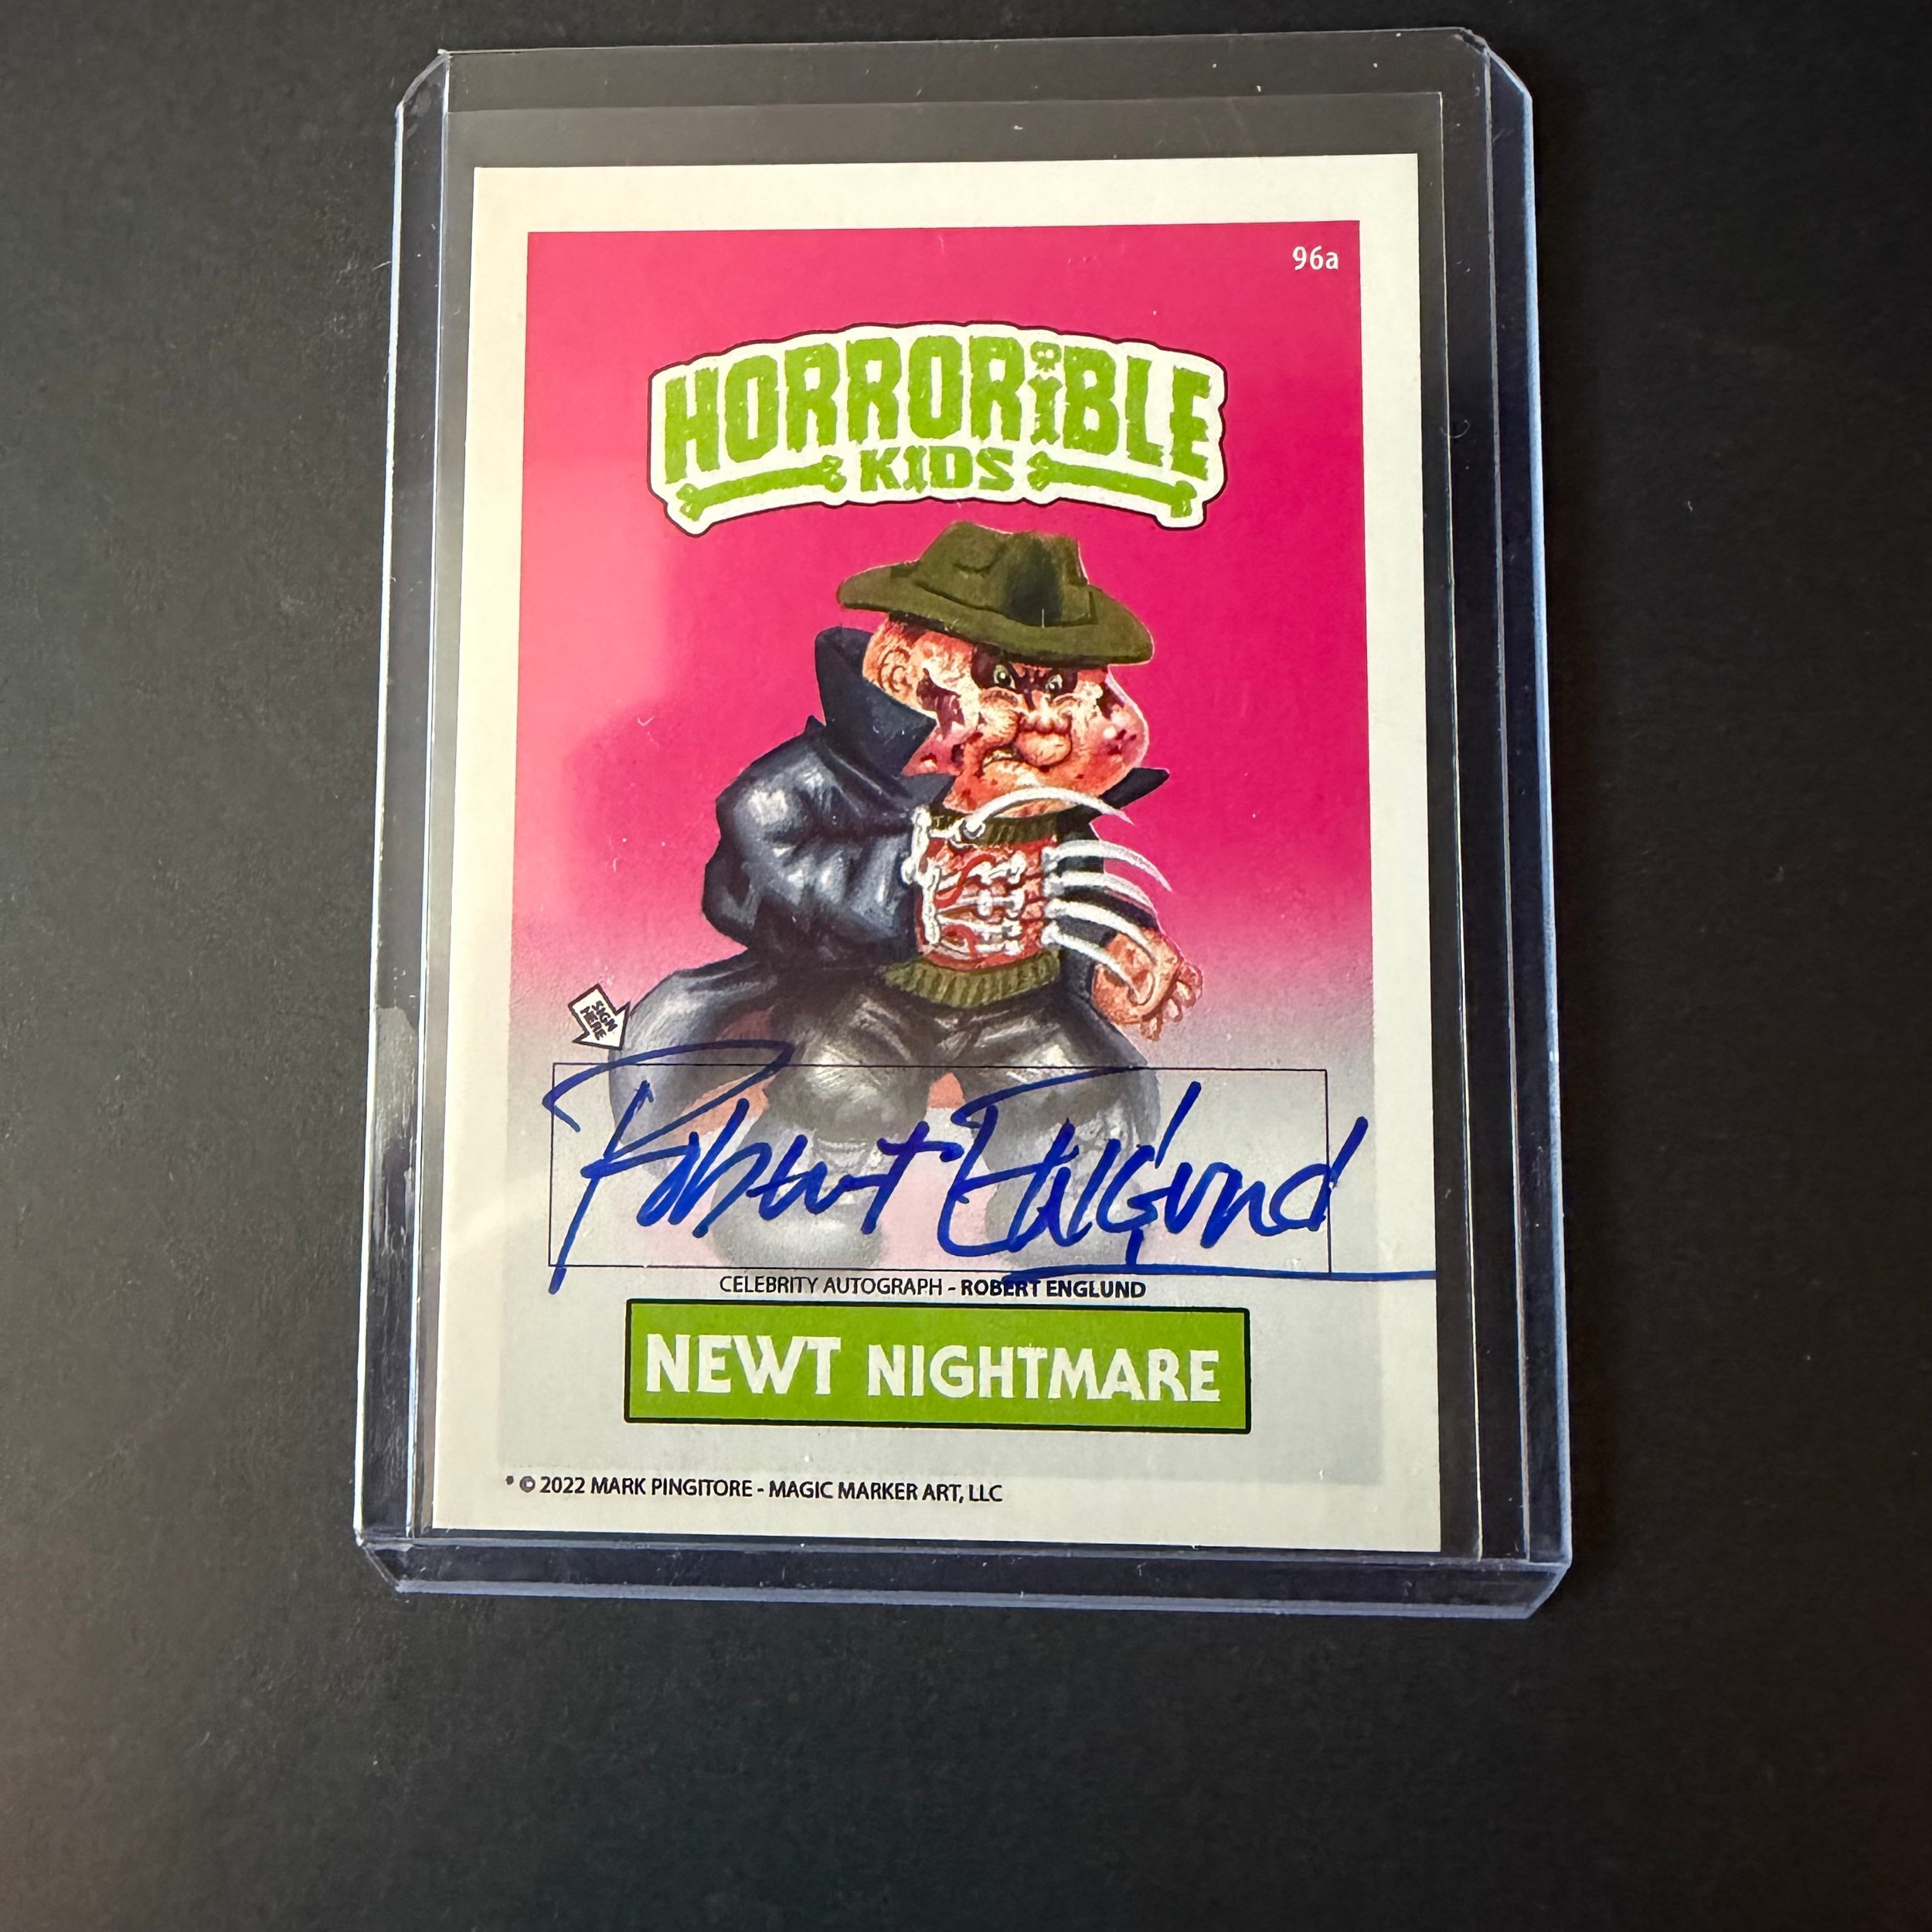 96a
HORRORiBLE
KIDS
SIGN
HERE
Robert Englund
CELEBRITY AUTOGRAPH - ROBERT ENGLUND
NEWT NIGHTMARE
* © 2022 MARK PINGITORE - MAGIC MARKER ART, LLC